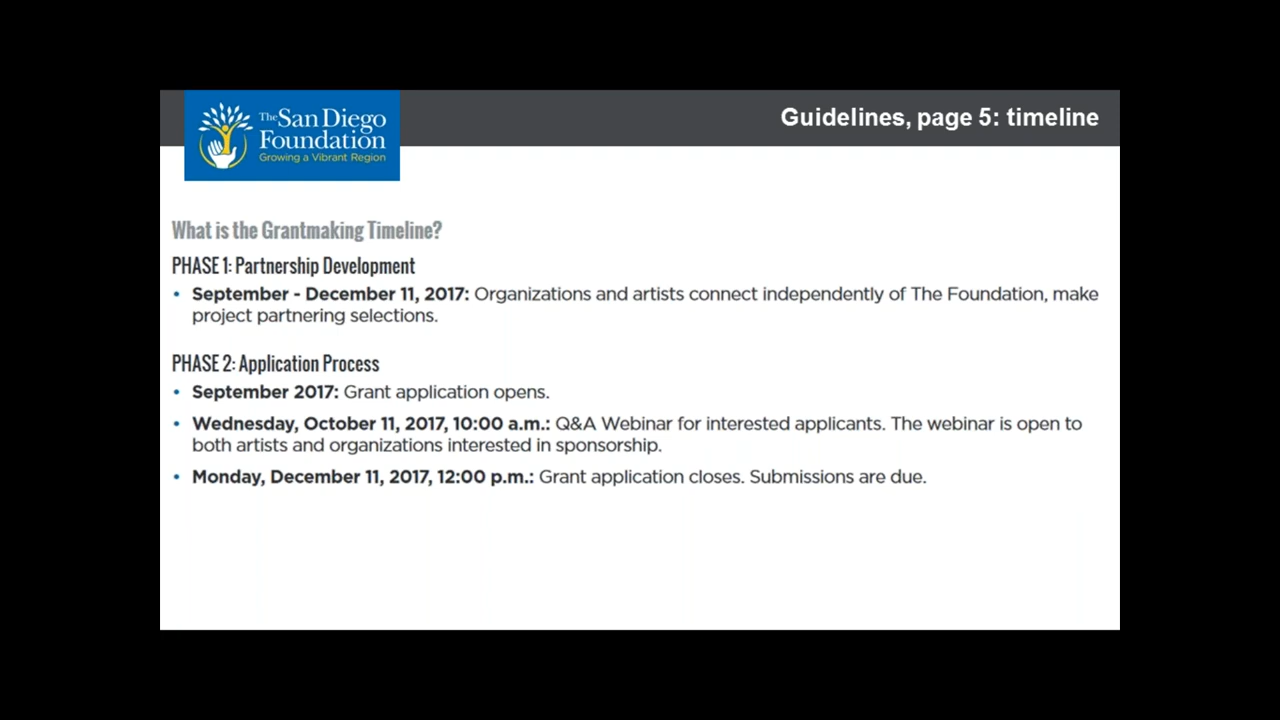 The San Diego
Foundation
Growing a Vibrant Region
Guidelines, page 5: timeline
What is the Grantmaking Timeline?
PHASE 1: Partnership Development
• September - December 11, 2017: Organizations and artists connect independently of The Foundation, make
project partnering selections.
PHASE 2: Application Process
• September 2017: Grant application opens.
• Wednesday, October 11, 2017, 10:00 a.m.: Q&A Webinar for interested applicants. The webinar is open to
both artists and organizations interested in sponsorship.
• Monday, December 11, 2017, 12:00 p.m.: Grant application closes. Submissions are due.